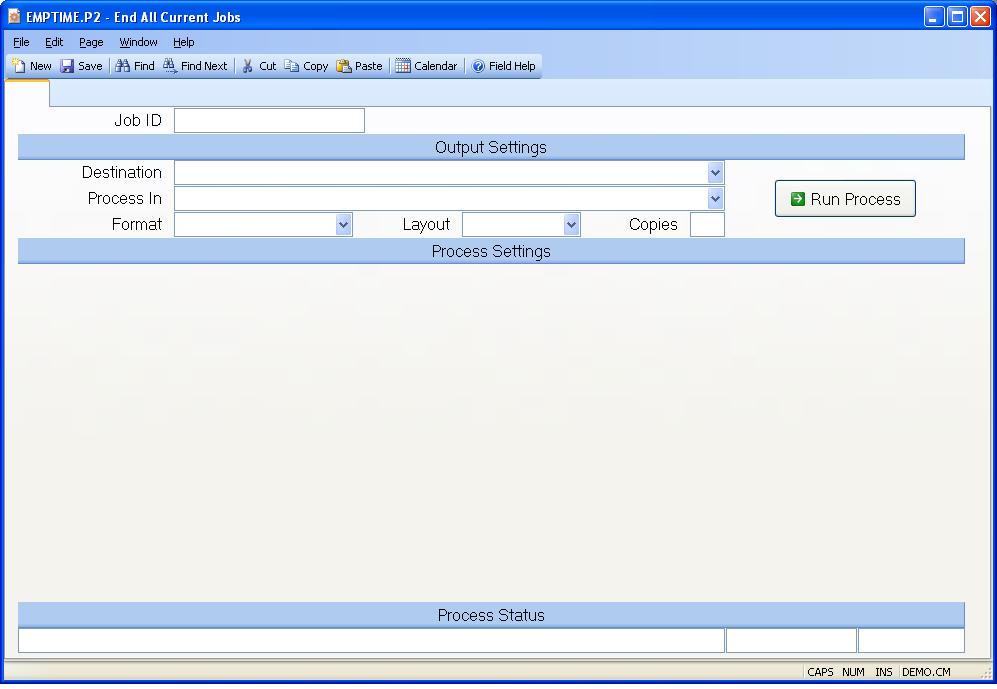 EMPTIME.P2 - End All Current Jobs
File Edit Page Window Help
New Save Find Find Next Cut Copy Paste Calendar Field Help
Job ID
Output Settings
Destination
Process In
Run Process
Format Layout Copies
Process Settings
Process Status
CAPS NUM INS DEMO.CM